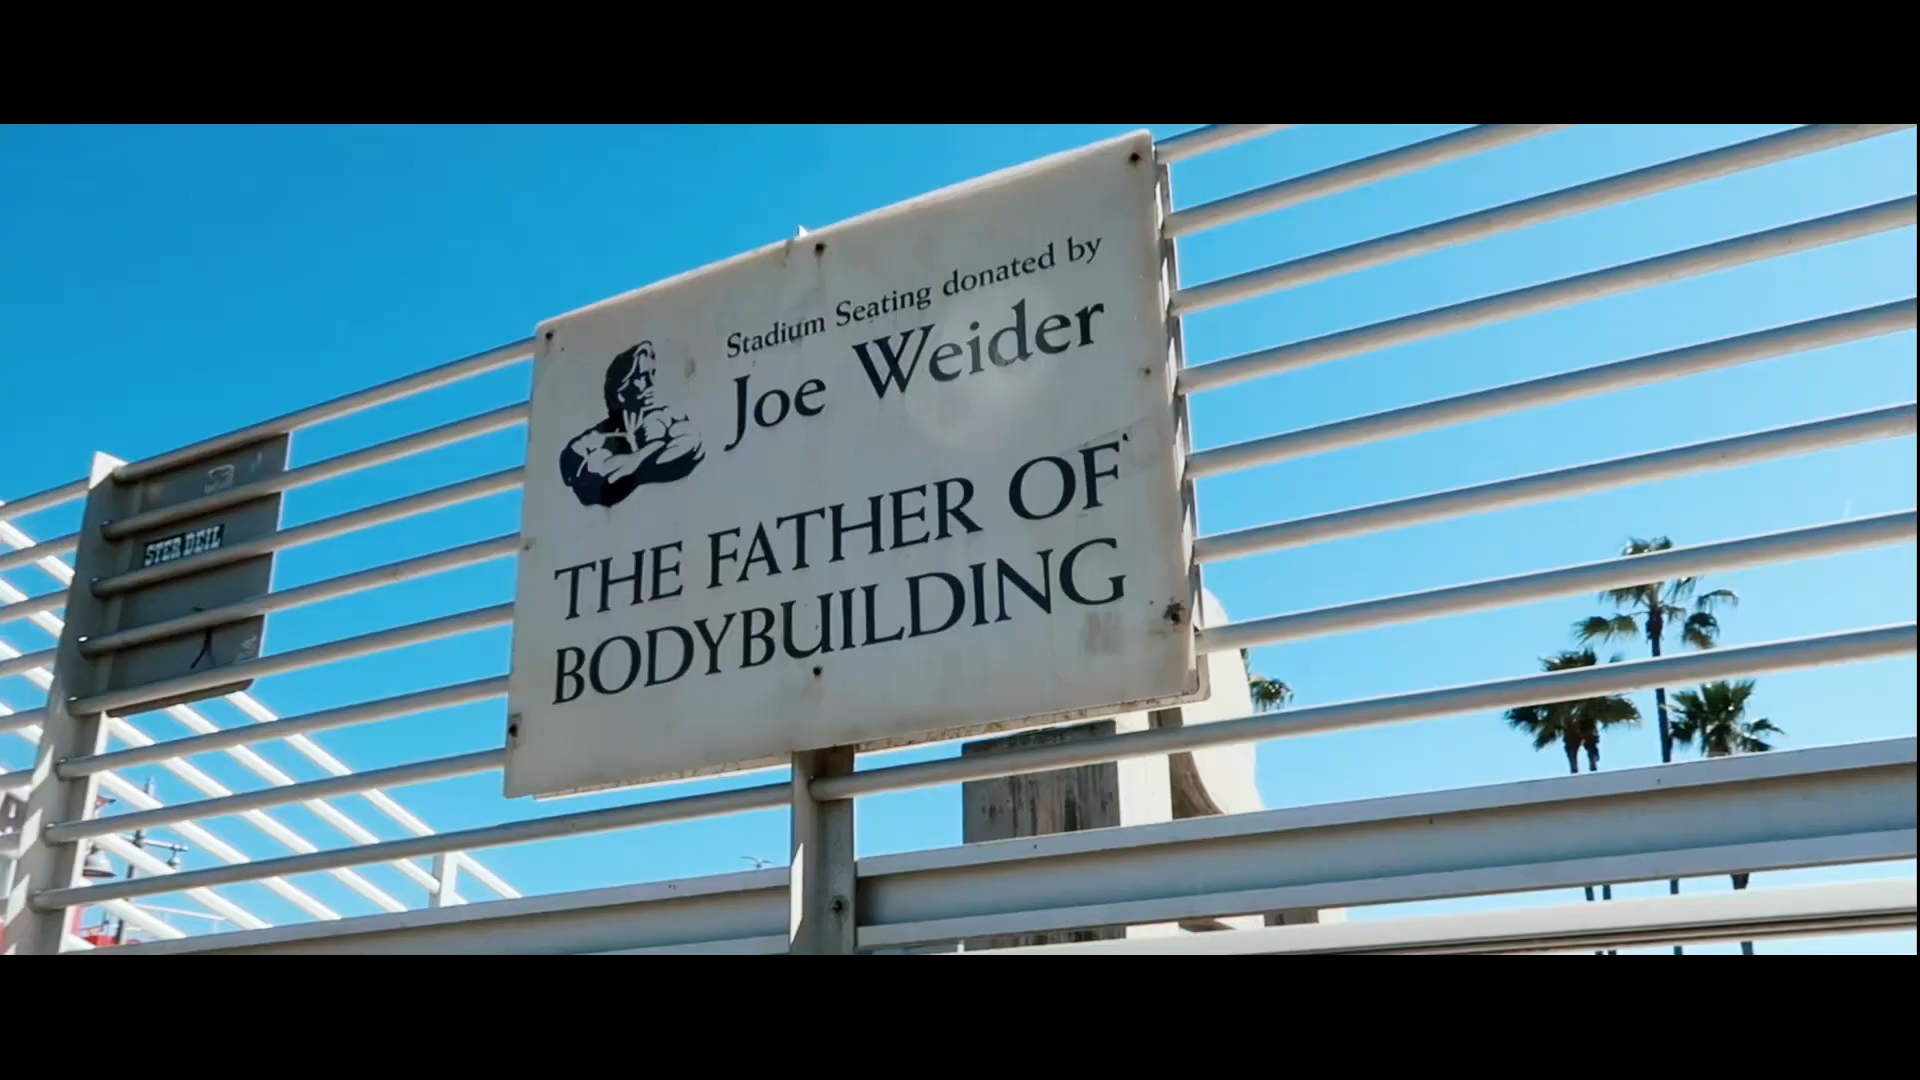 Stadium Seating donated by
Joe Weider
THE FATHER OF
BODYBUILDING